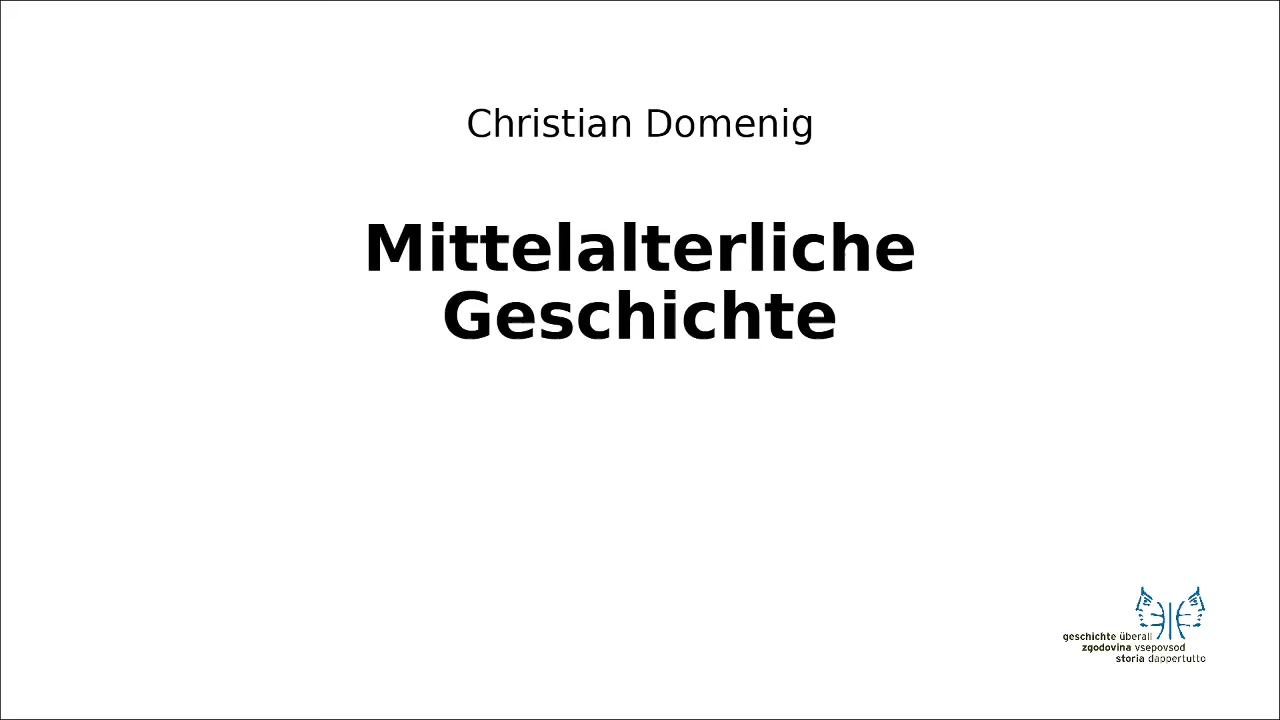 Christian Domenig
Mittelalterliche
Geschichte
geschichte überall
zgodovina vsepovsod
storia dappertutto